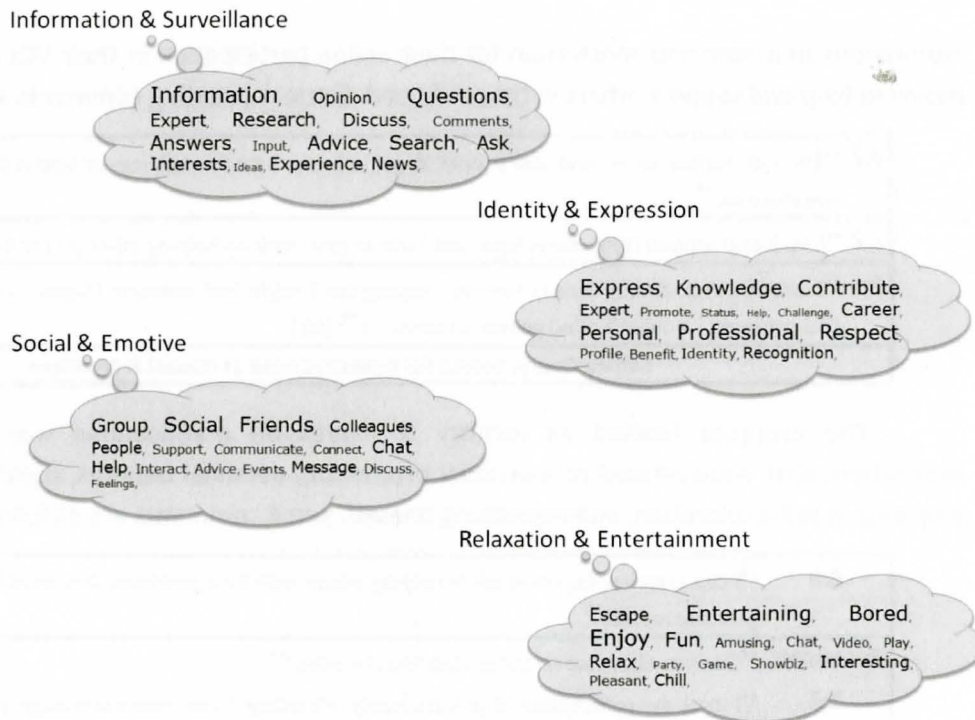 Information & Surveillance
Information, Opinion, Questions,
Expert, Research, Discuss, Comments,
Answers, Input, Advice, Search, Ask,
Interests, Ideas, Experience, News,
Identity & Expression
Express, Knowledge, Contribute,
Expert, Promote, Status, Help, Challenge, Career,
Personal, Professional, Respect,
Profile, Benefit, Identity, Recognition,
Social & Emotive
Group, Social, Friends, Colleagues,
People, Support, Communicate, Connect, Chat,
Help, Interact, Advice, Events, Message, Discuss,
Feelings,
Relaxation & Entertainment
Escape, Entertaining, Bored,
Enjoy, Fun, Amusing, Chat, Video, Play,
Relax, Party, Game, Showbiz, Interesting,
Pleasant, Chill,